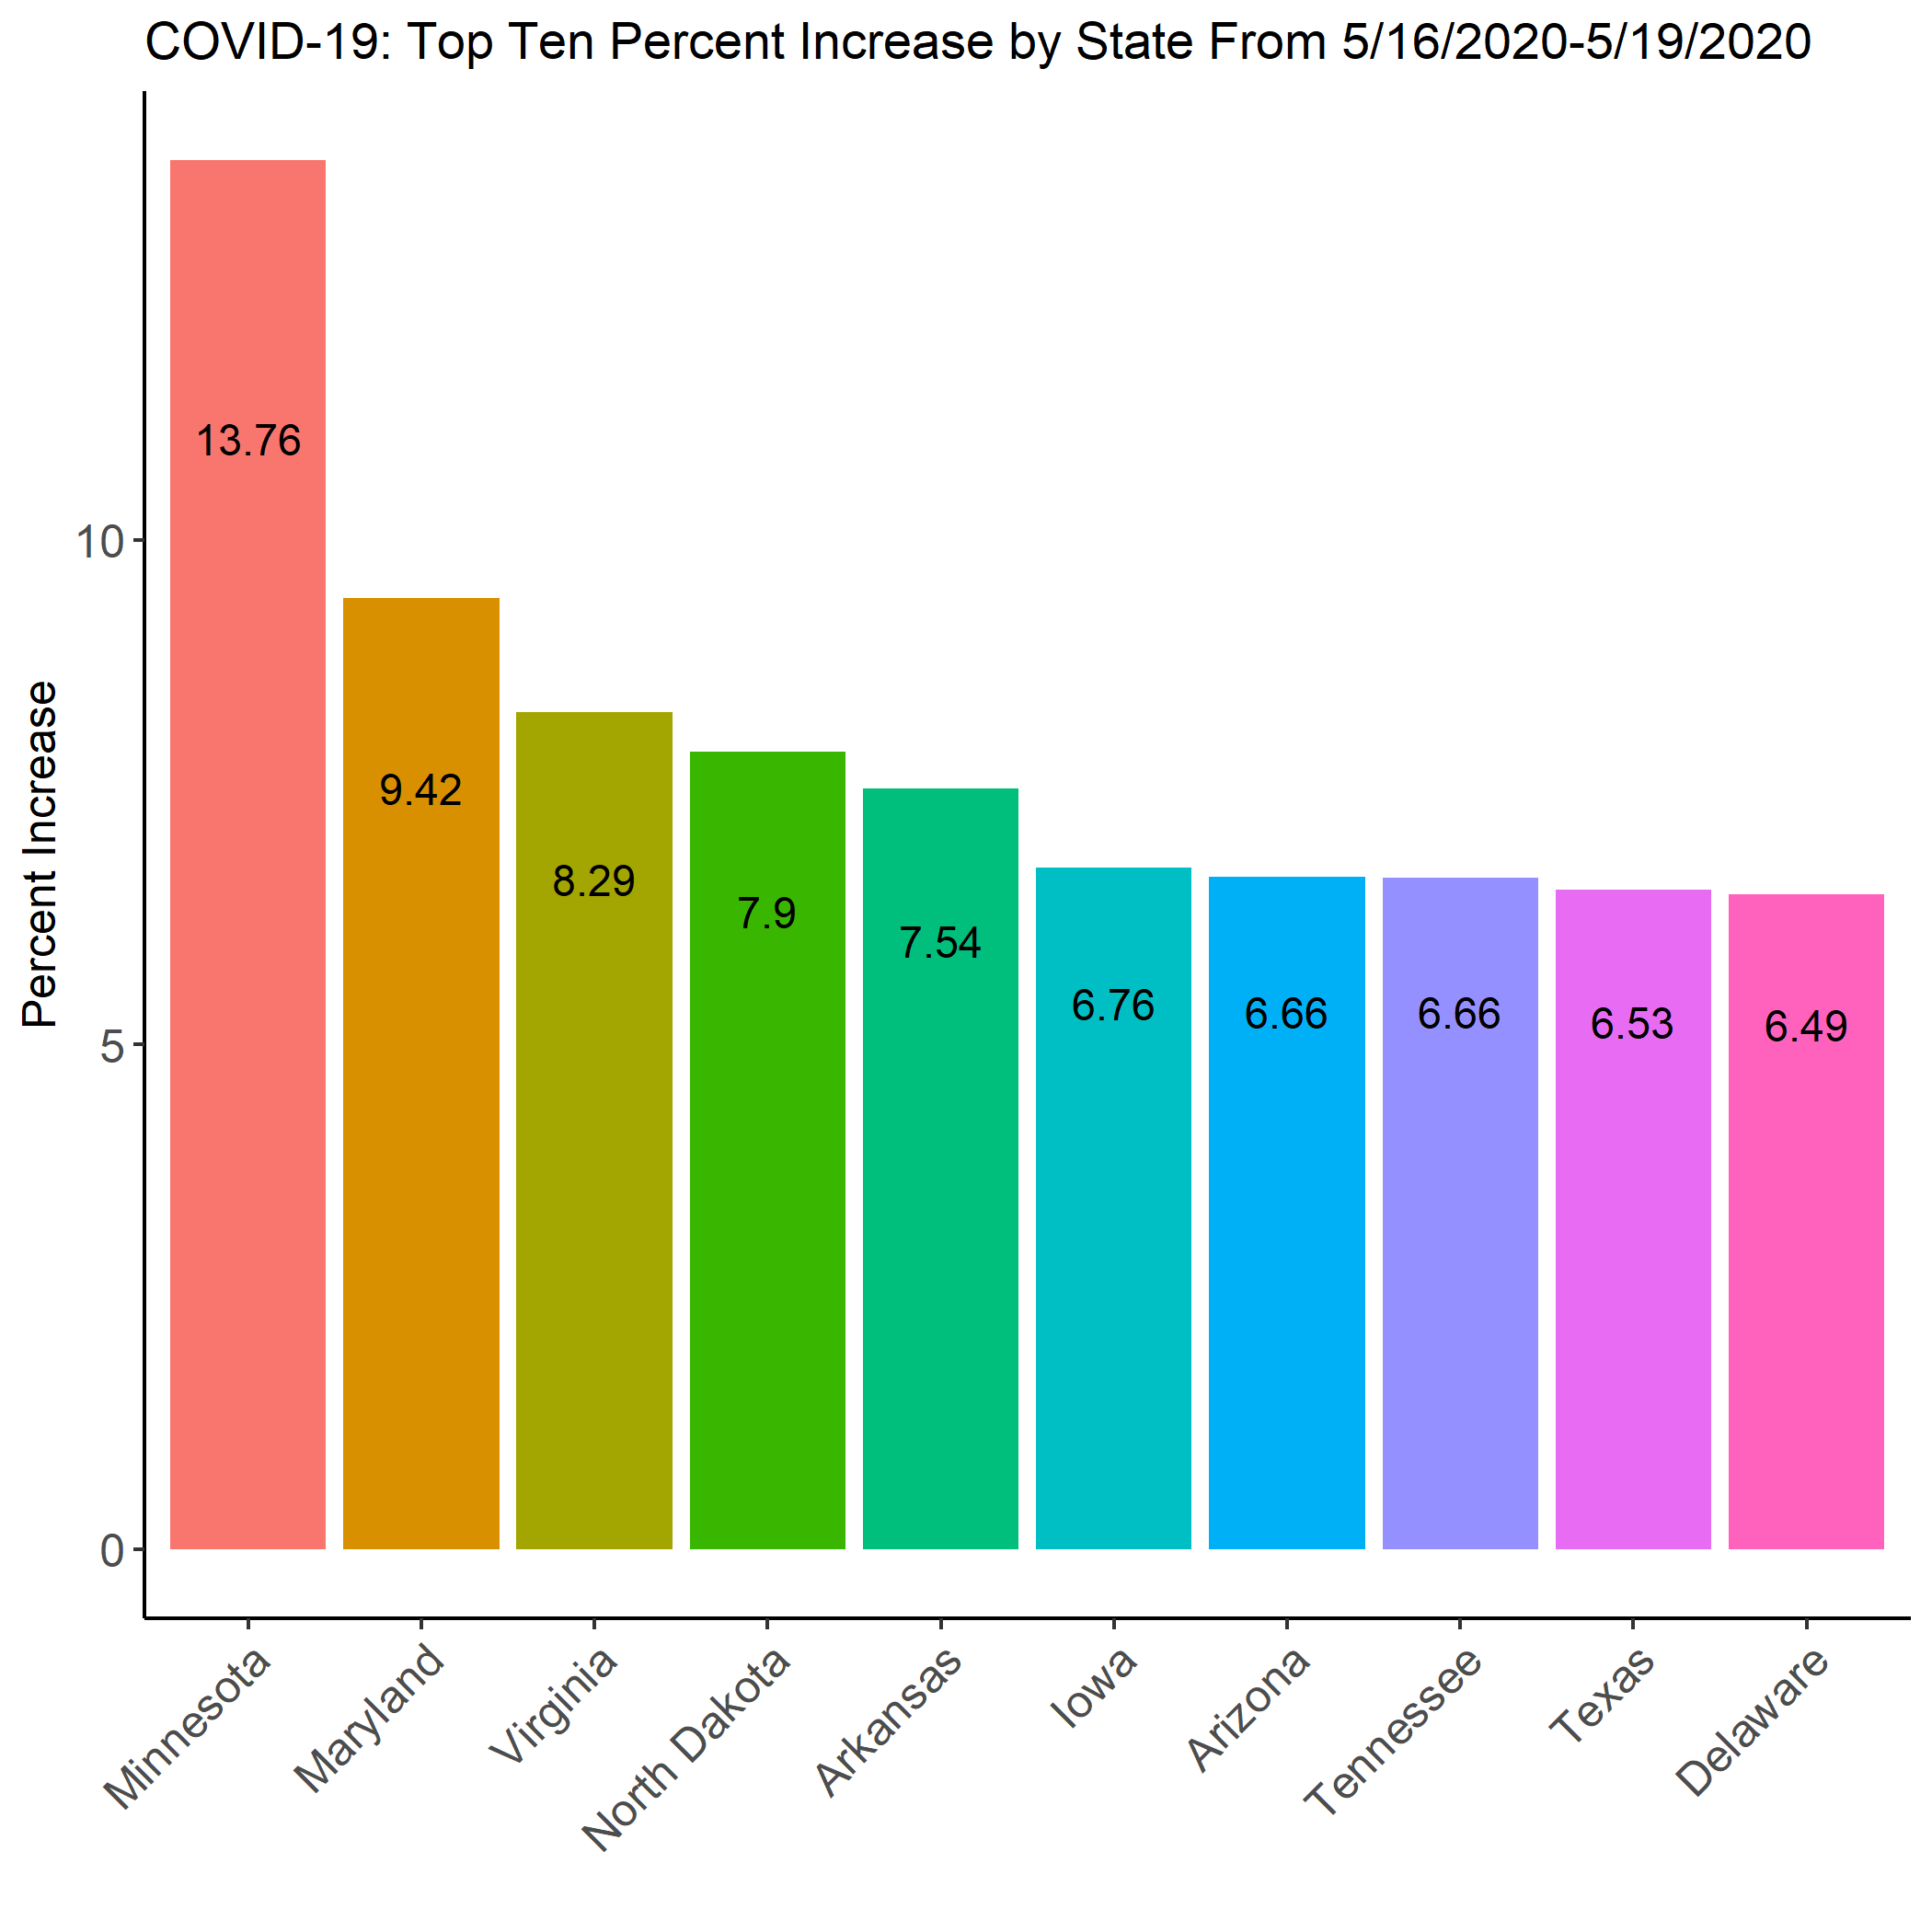 COVID-19: Top Ten Percent Increase by State From 5/16/2020-5/19/2020
Percent Increase
10
5
0
13.76
9.42
8.29
7.9
7.54
6.76
6.66
6.66
6.53
6.49
Minnesota
Maryland
Virginia
North Dakota
Arkansas
Iowa
Arizona
Tennessee
Texas
Delaware